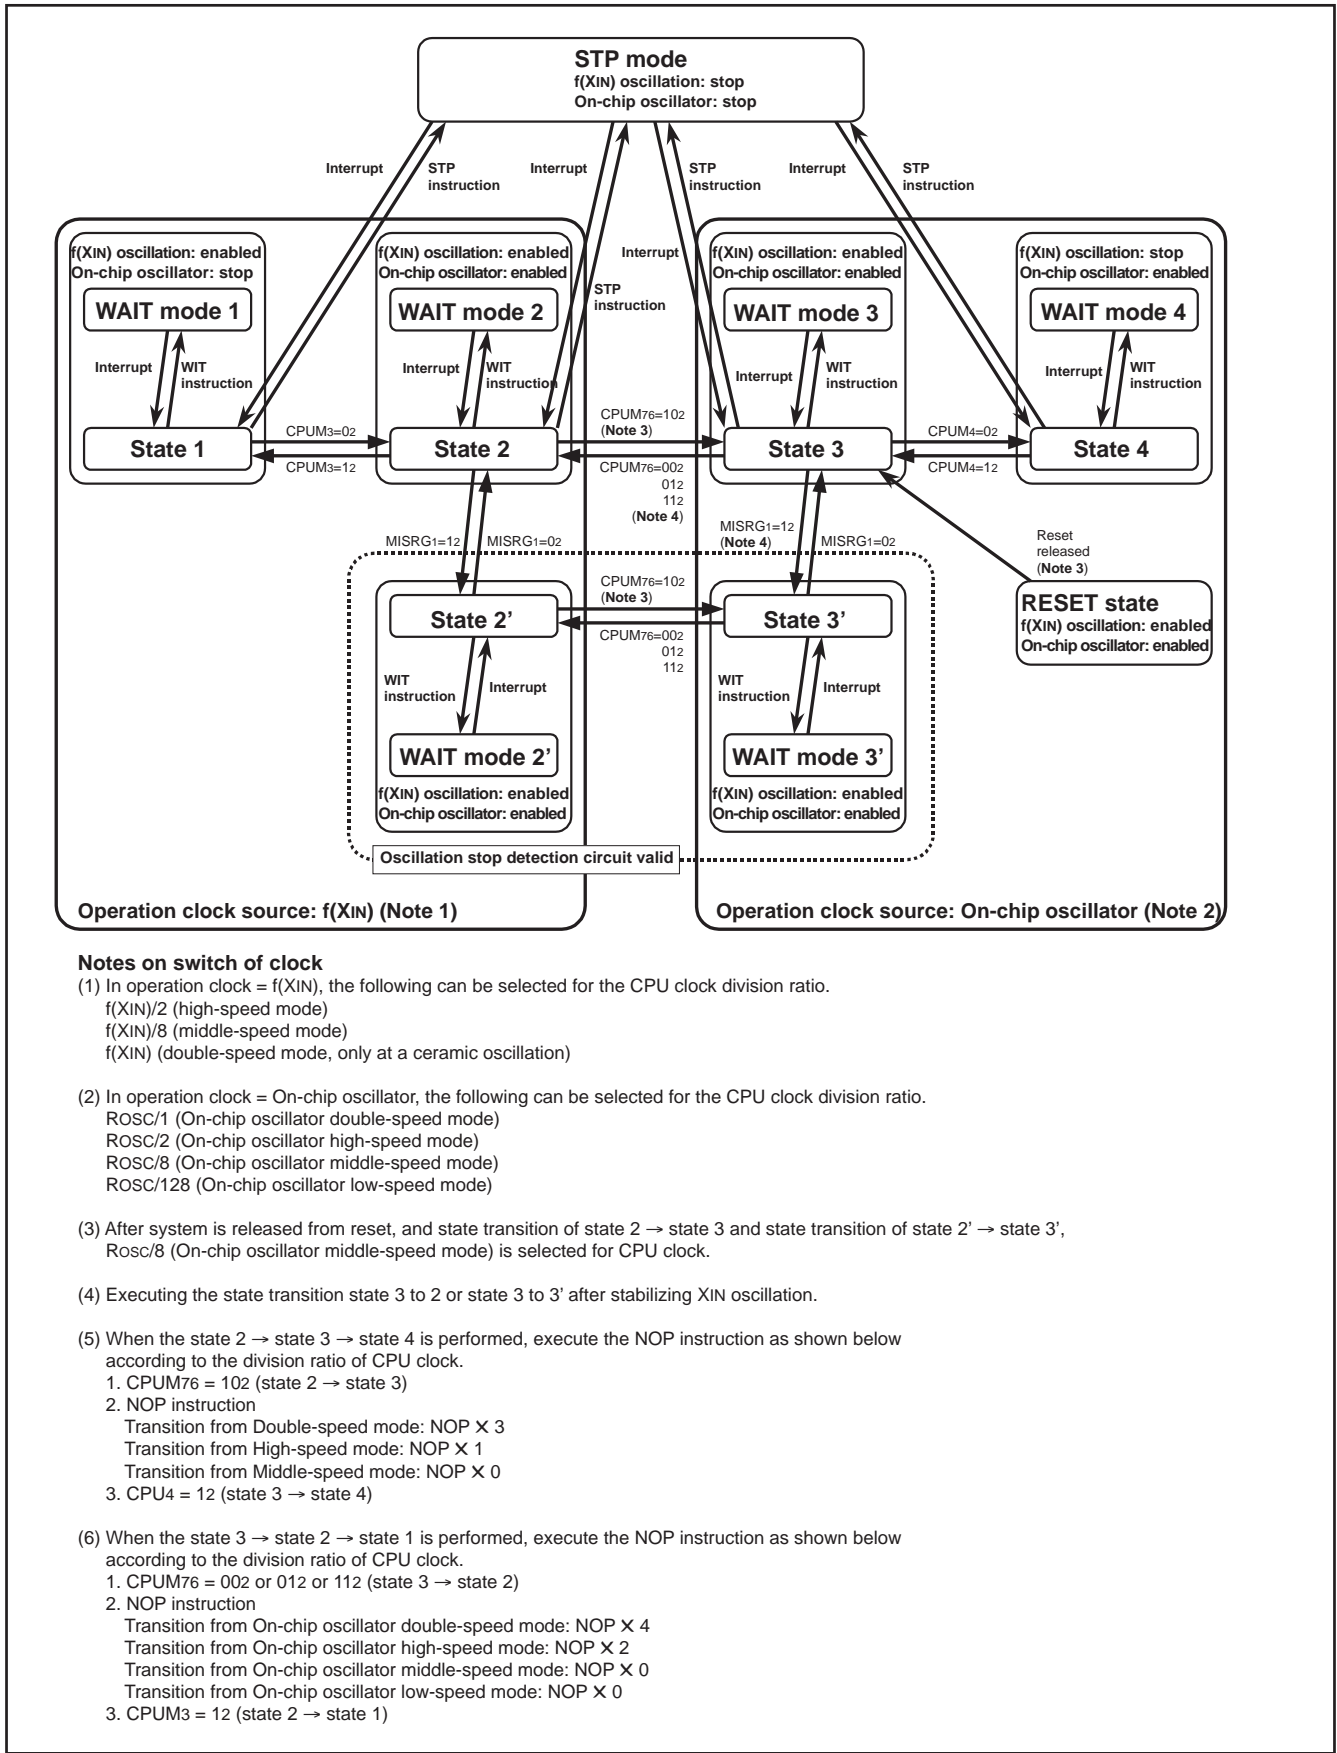 STP mode
f(XIN) oscillation: stop
On-chip oscillator: stop
Interrupt
STP
instruction
Interrupt
STP
instruction
Interrupt
STP
instruction
Interrupt
STP
instruction
f(XIN) oscillation: enabled
On-chip oscillator: stop
WAIT mode 1
Interrupt
WIT
instruction
State 1
CPUM3=02
CPUM3=12
f(XIN) oscillation: enabled
On-chip oscillator: enabled
WAIT mode 2
Interrupt
WIT
instruction
State 2
CPUM76=102
(Note 3)
CPUM76=002
012
112
(Note 4)
f(XIN) oscillation: enabled
On-chip oscillator: enabled
WAIT mode 3
Interrupt
WIT
instruction
State 3
CPUM4=02
CPUM4=12
f(XIN) oscillation: stop
On-chip oscillator: enabled
WAIT mode 4
Interrupt
WIT
instruction
State 4
MISRG1=12
MISRG1=02
MISRG1=12
(Note 4)
MISRG1=02
Reset
released
(Note 3)
RESET state
f(XIN) oscillation: enabled
On-chip oscillator: enabled
State 2’
CPUM76=102
(Note 3)
CPUM76=002
012
112
State 3’
WIT
instruction
Interrupt
WIT
instruction
Interrupt
WAIT mode 2’
f(XIN) oscillation: enabled
On-chip oscillator: enabled
WAIT mode 3’
f(XIN) oscillation: enabled
On-chip oscillator: enabled
Oscillation stop detection circuit valid
Operation clock source: f(XIN) (Note 1)
Operation clock source: On-chip oscillator (Note 2)
Notes on switch of clock
(1) In operation clock = f(XIN), the following can be selected for the CPU clock division ratio.
f(XIN)/2 (high-speed mode)
f(XIN)/8 (middle-speed mode)
f(XIN) (double-speed mode, only at a ceramic oscillation)
(2) In operation clock = On-chip oscillator, the following can be selected for the CPU clock division ratio.
ROSC/1 (On-chip oscillator double-speed mode)
ROSC/2 (On-chip oscillator high-speed mode)
ROSC/8 (On-chip oscillator middle-speed mode)
ROSC/128 (On-chip oscillator low-speed mode)
(3) After system is released from reset, and state transition of state 2 → state 3 and state transition of state 2' → state 3',
ROSC/8 (On-chip oscillator middle-speed mode) is selected for CPU clock.
(4) Executing the state transition state 3 to 2 or state 3 to 3' after stabilizing XIN oscillation.
(5) When the state 2 → state 3 → state 4 is performed, execute the NOP instruction as shown below
according to the division ratio of CPU clock.
1. CPUM76 = 102 (state 2 → state 3)
2. NOP instruction
Transition from Double-speed mode: NOP × 3
Transition from High-speed mode: NOP × 1
Transition from Middle-speed mode: NOP × 0
3. CPU4 = 12 (state 3 → state 4)
(6) When the state 3 → state 2 → state 1 is performed, execute the NOP instruction as shown below
according to the division ratio of CPU clock.
1. CPUM76 = 002 or 012 or 112 (state 3 → state 2)
2. NOP instruction
Transition from On-chip oscillator double-speed mode: NOP × 4
Transition from On-chip oscillator high-speed mode: NOP × 2
Transition from On-chip oscillator middle-speed mode: NOP × 0
Transition from On-chip oscillator low-speed mode: NOP × 0
3. CPUM3 = 12 (state 2 → state 1)